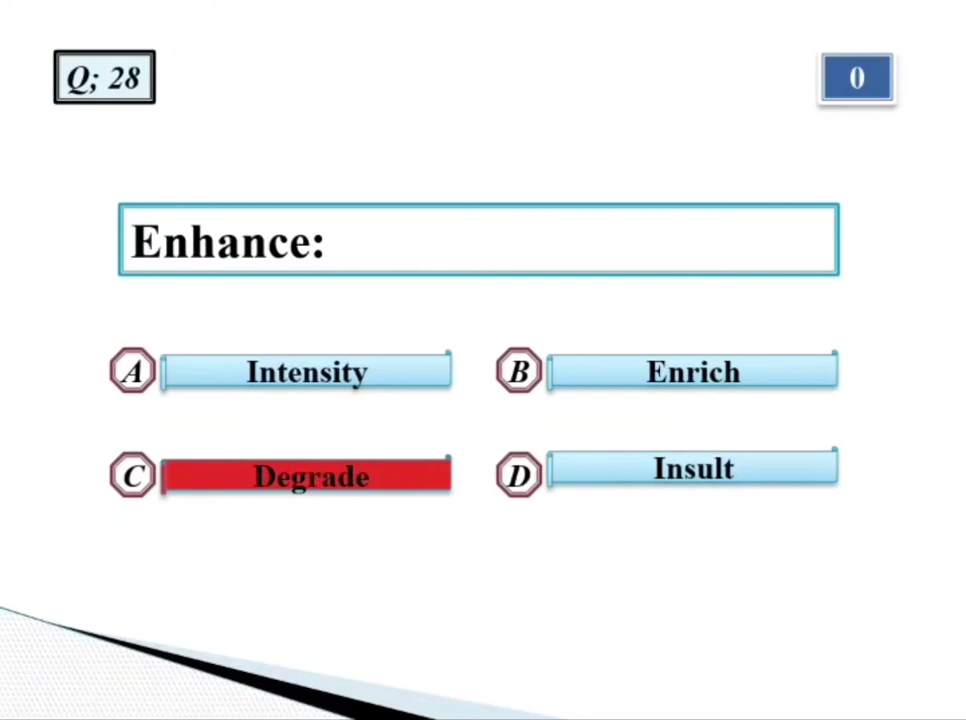 Q; 28
0
Enhance:
A Intensity
B Enrich
C Degrade
D Insult